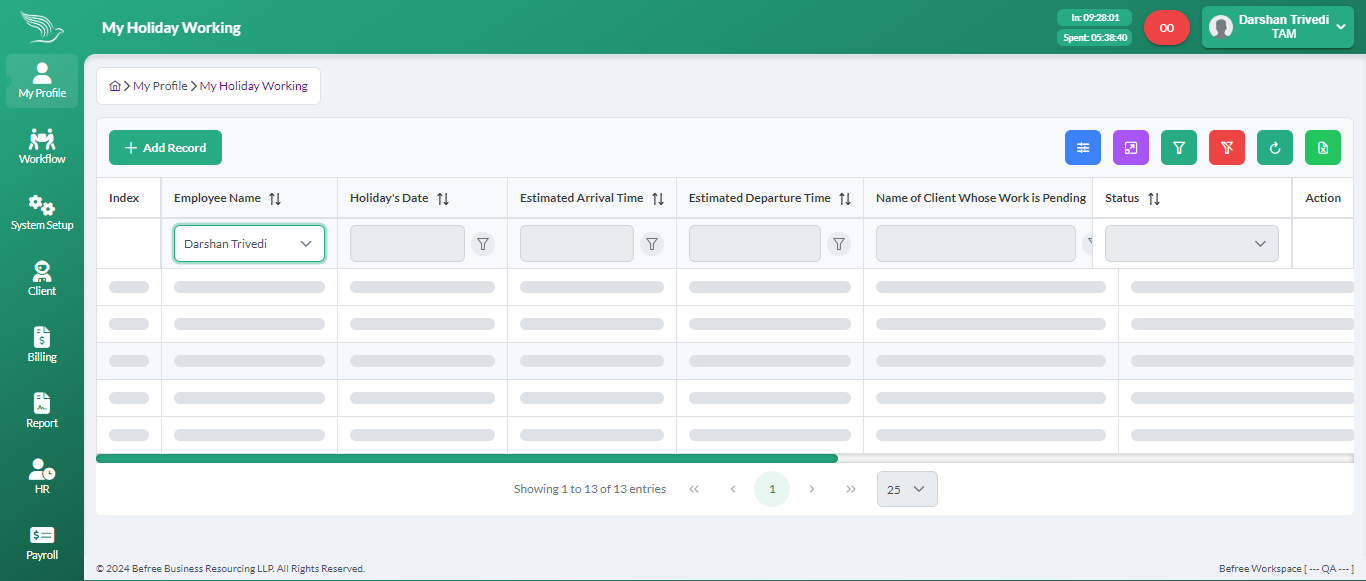 My Holiday Working
In: 09:28:01
Spent: 05:38:40
00
Darshan Trivedi
TAM
My Profile
Workflow
System Setup
Client
Billing
Report
HR
Payroll
My Profile My Holiday Working
Add Record
Index Employee Name Holiday's Date Estimated Arrival Time Estimated Departure Time Name of Client Whose Work is Pending Status Action
Darshan Trivedi
Showing 1 to 13 of 13 entries 1 25
© 2024 Befree Business Resourcing LLP. All Rights Reserved. Befree Workspace [ --- QA --- ]